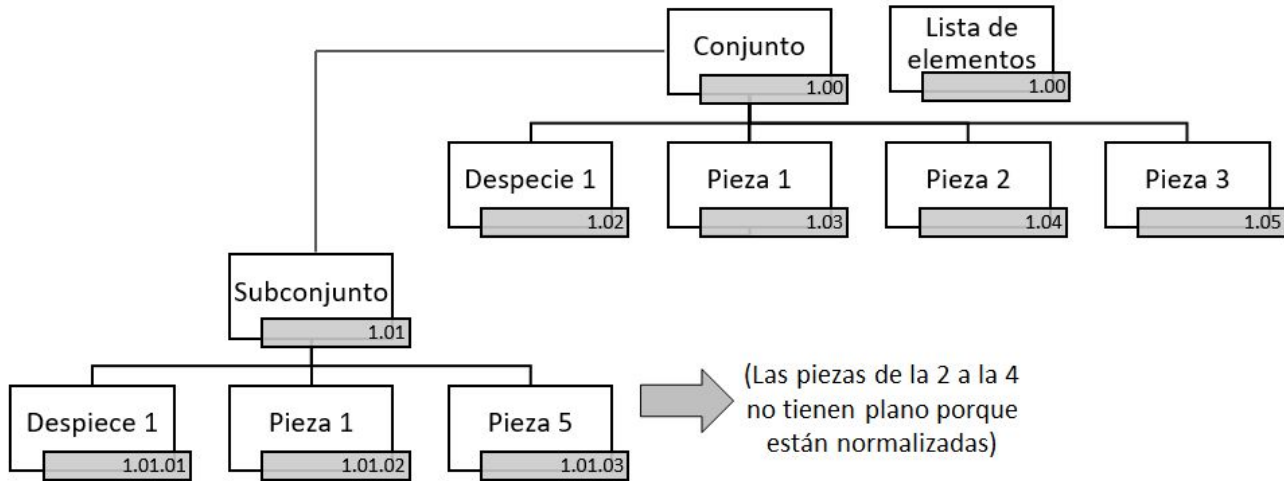 Conjunto
1.00
Lista de
elementos
1.00
Despecie 1
1.02
Pieza 1
1.03
Pieza 2
1.04
Pieza 3
1.05
Subconjunto
1.01
Despiece 1
1.01.01
Pieza 1
1.01.02
Pieza 5
1.01.03
(Las piezas de la 2 a la 4
no tienen plano porque
están normalizadas)